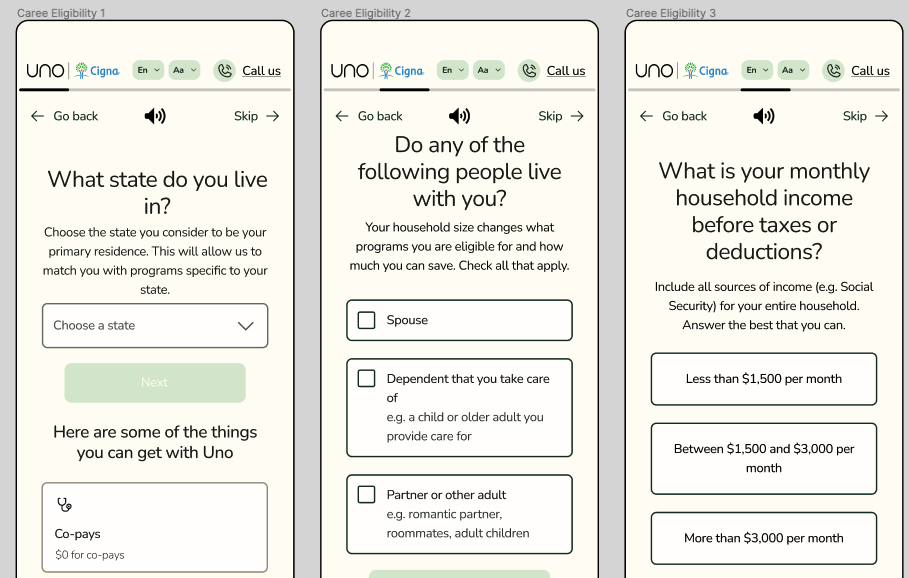 Caree Eligibility 1
UNO Cigna En Aa Call us
Go back Skip
What state do you live
in?
Choose the state you consider to be your
primary residence. This will allow us to
match you with programs specific to your
state.
Choose a state
Next
Here are some of the things
you can get with Uno
Co-pays
$0 for co-pays
Caree Eligibility 2
UNO Cigna En Aa Call us
Go back Skip
Do any of the
following people live
with you?
Your household size changes what
programs you are eligible for and how
much you can save. Check all that apply.
Spouse
Dependent that you take care
of
e.g. a child or older adult you
provide care for
Partner or other adult
e.g. romantic partner,
roommates, adult children
Caree Eligibility 3
UNO Cigna En Aa Call us
Go back Skip
What is your monthly
household income
before taxes or
deductions?
Include all sources of income (e.g. Social
Security) for your entire household.
Answer the best that you can.
Less than $1,500 per month
Between $1,500 and $3,000 per
month
More than $3,000 per month